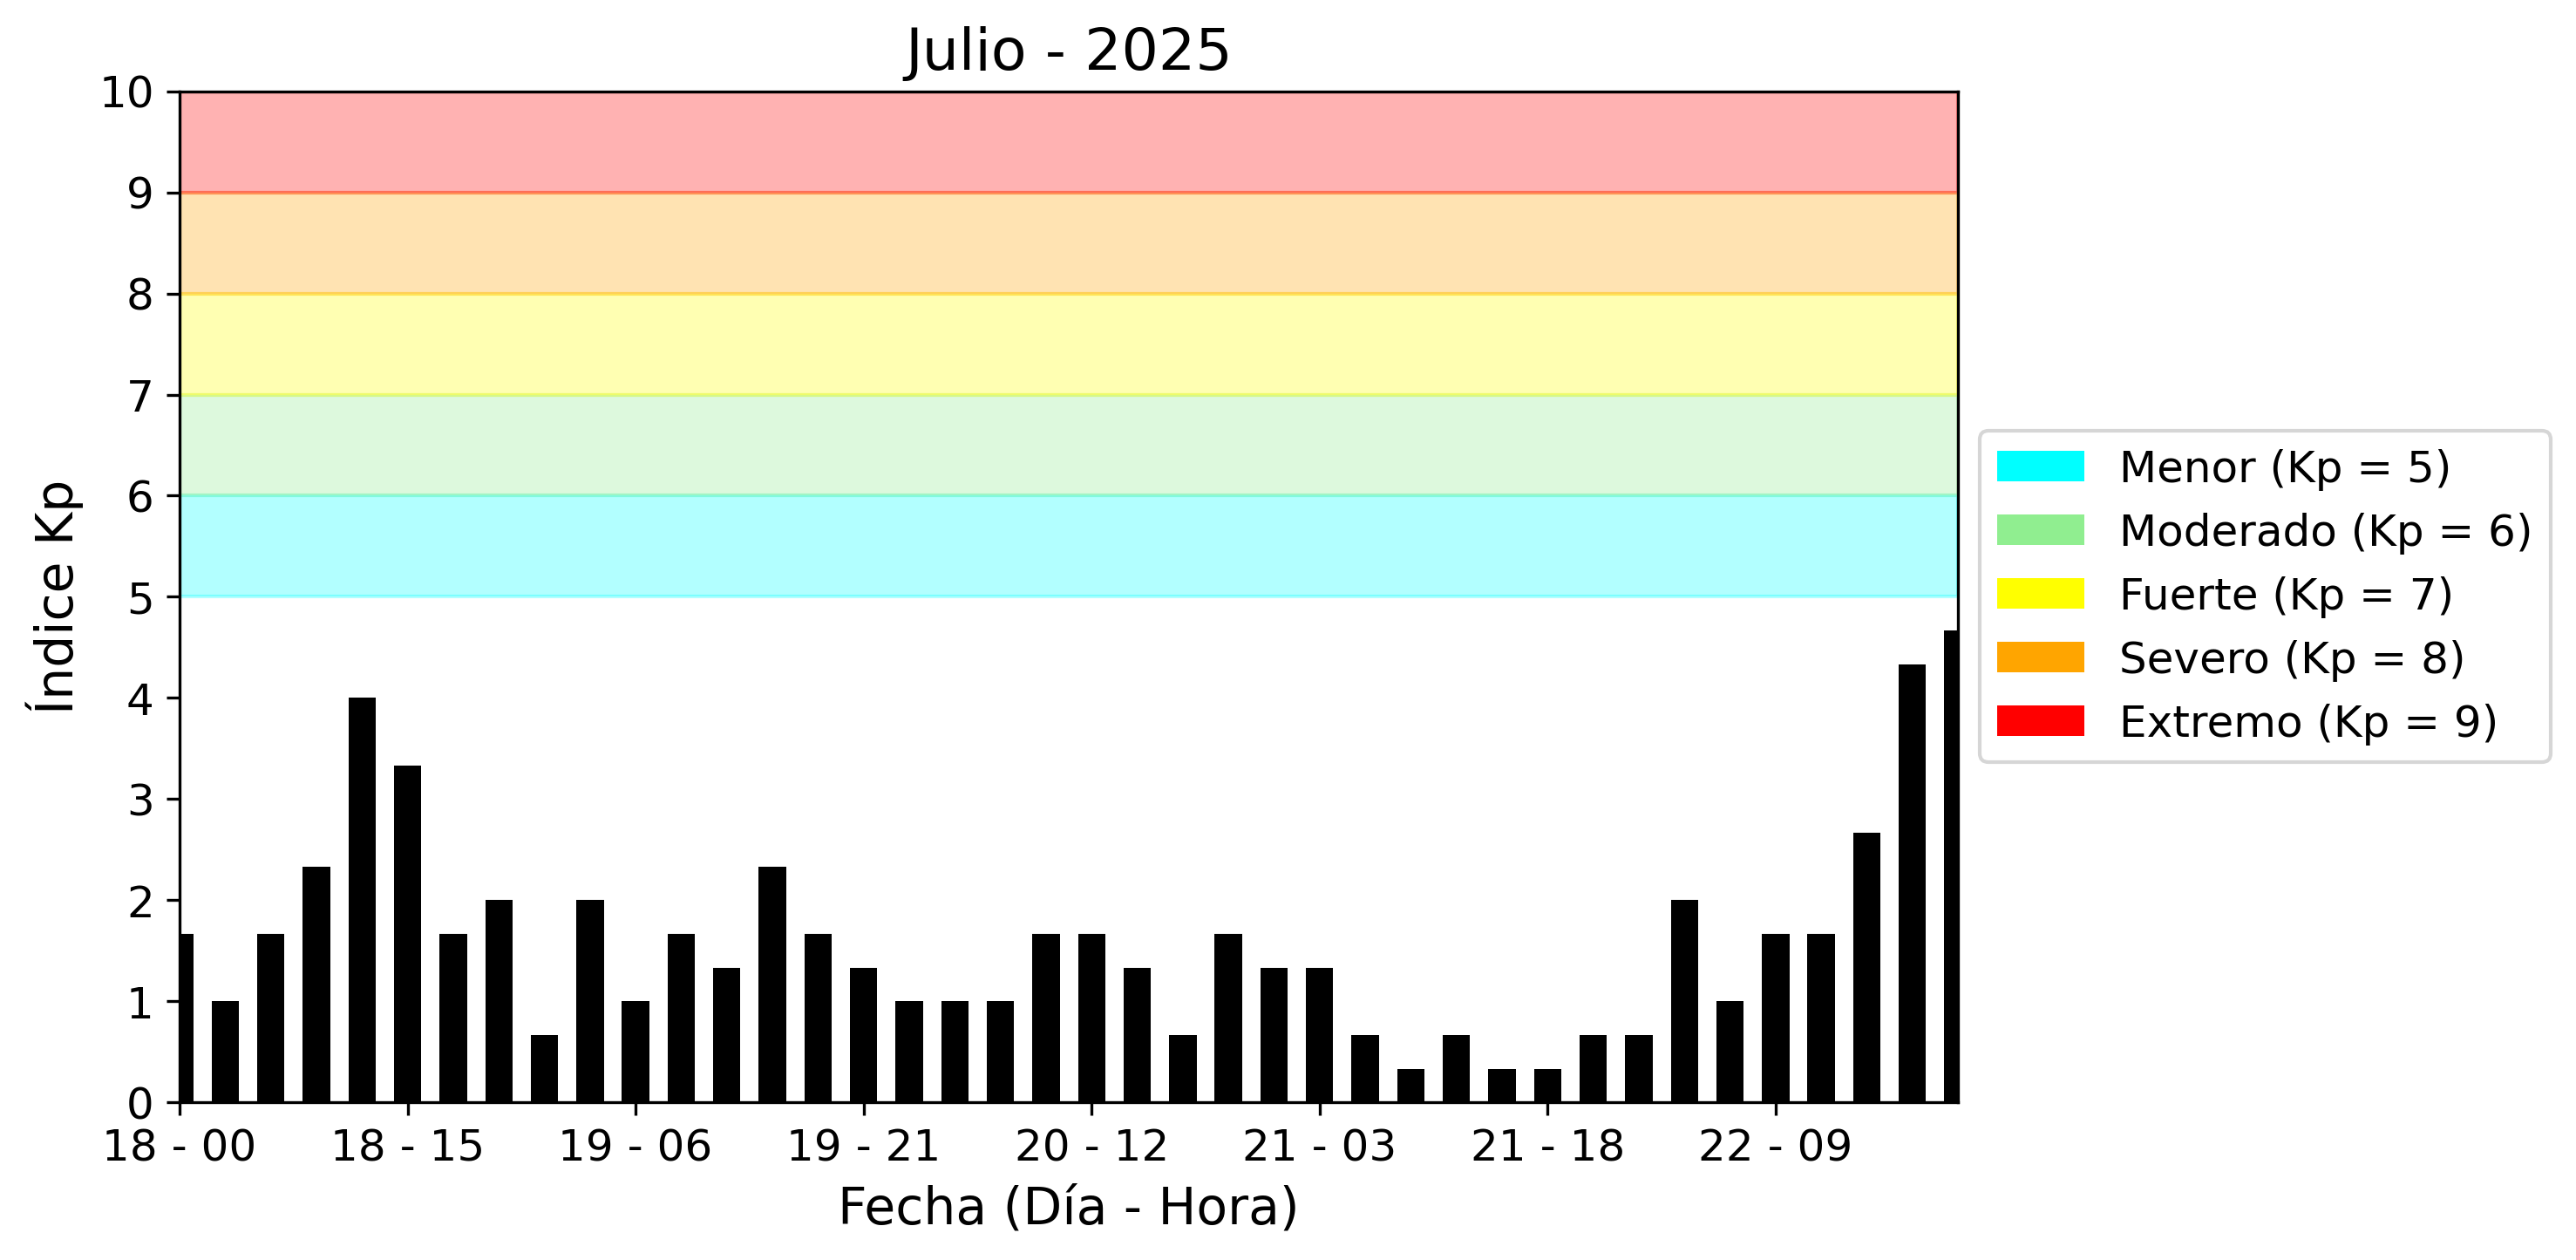 Julio - 2025
10
9
8
7
6
5
4
3
2
1
0
Índice Kp
18 - 00
18 - 15
19 - 06
19 - 21
20 - 12
21 - 03
21 - 18
22 - 09
Fecha (Día - Hora)
Menor (Kp = 5)
Moderado (Kp = 6)
Fuerte (Kp = 7)
Severo (Kp = 8)
Extremo (Kp = 9)